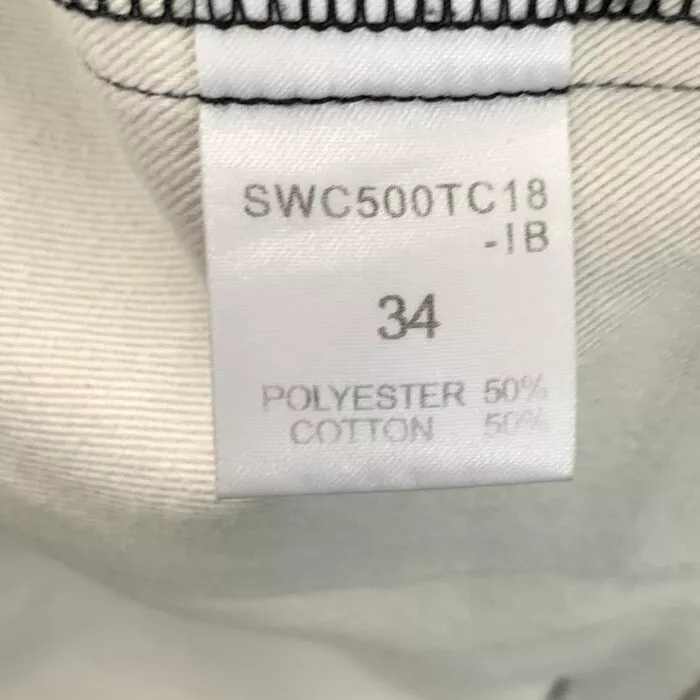 SWC500TC18
-IB
34
POLYESTER 50%
COTTON 50%